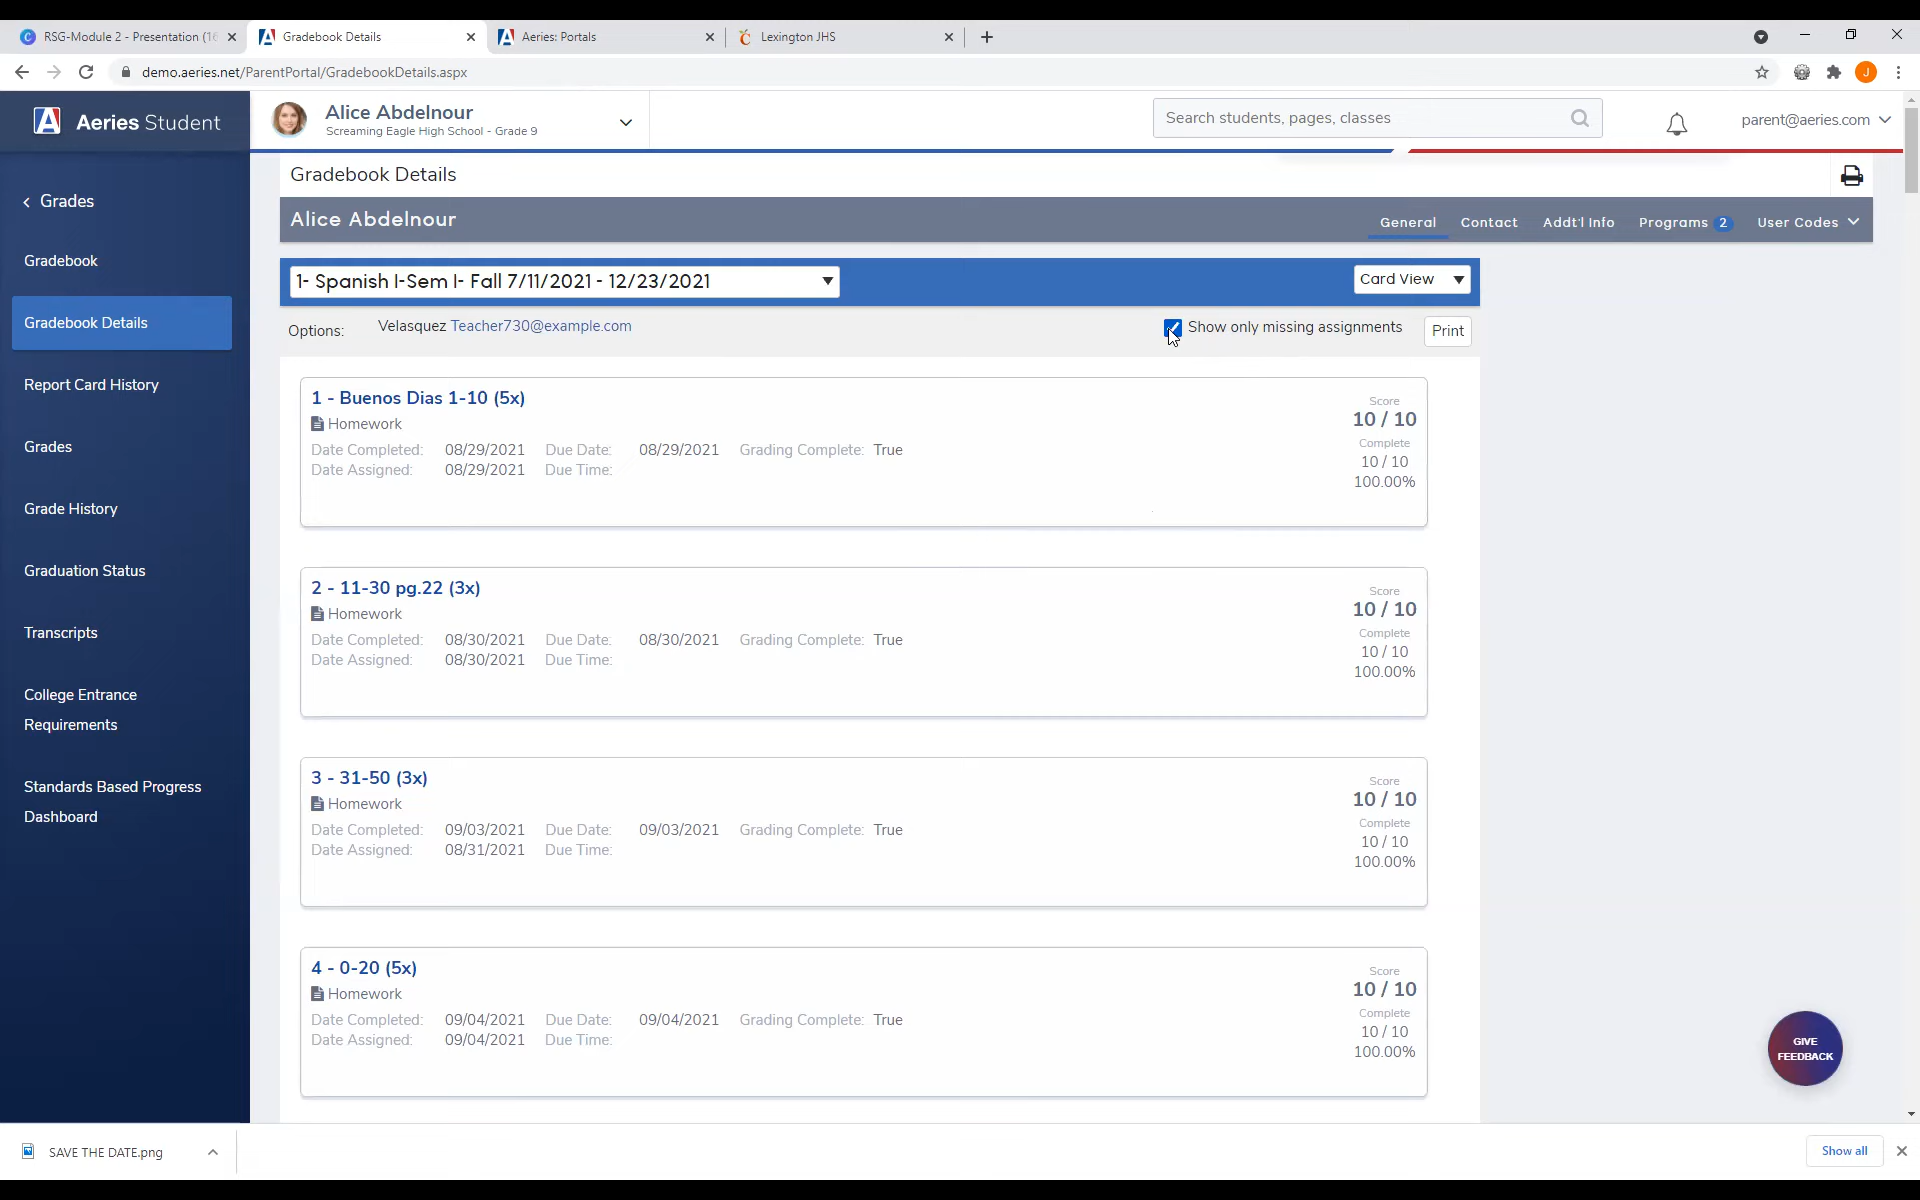 RSG-Module 2 - Presentation (16
Gradebook Details
Aeries: Portals
Lexington JHS
demo.aeries.net/ParentPortal/GradebookDetails.aspx
J
Aeries Student
Alice Abdelnour
Screaming Eagle High School - Grade 9
Search students, pages, classes
parent@aeries.com
Gradebook Details
Alice Abdelnour
General
Contact
Addt'l Info
Programs 2
User Codes
< Grades
Gradebook
Gradebook Details
Report Card History
Grades
Grade History
Graduation Status
Transcripts
College Entrance
Requirements
Standards Based Progress
Dashboard
1- Spanish I-Sem I- Fall 7/11/2021 - 12/23/2021
Card View
Options:
Velasquez Teacher730@example.com
Show only missing assignments
Print
1 - Buenos Dias 1-10 (5x)
Homework
Date Completed: 08/29/2021 Due Date: 08/29/2021 Grading Complete: True
Date Assigned: 08/29/2021 Due Time:
Score
10 / 10
Complete
10 / 10
100.00%
2 - 11-30 pg.22 (3x)
Homework
Date Completed: 08/30/2021 Due Date: 08/30/2021 Grading Complete: True
Date Assigned: 08/30/2021 Due Time:
Score
10 / 10
Complete
10 / 10
100.00%
3 - 31-50 (3x)
Homework
Date Completed: 09/03/2021 Due Date: 09/03/2021 Grading Complete: True
Date Assigned: 08/31/2021 Due Time:
Score
10 / 10
Complete
10 / 10
100.00%
4 - 0-20 (5x)
Homework
Date Completed: 09/04/2021 Due Date: 09/04/2021 Grading Complete: True
Date Assigned: 09/04/2021 Due Time:
Score
10 / 10
Complete
10 / 10
100.00%
GIVE
FEEDBACK
SAVE THE DATE.png
Show all